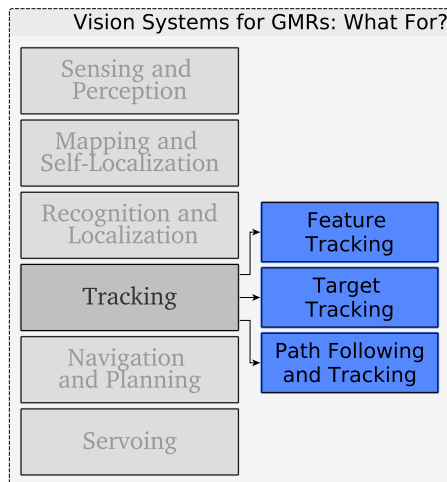 Vision Systems for GMRs: What For?
Sensing and
Perception
Mapping and
Self-Localization
Recognition and
Localization
Tracking
Navigation
and Planning
Servoing
Feature
Tracking
Target
Tracking
Path Following
and Tracking